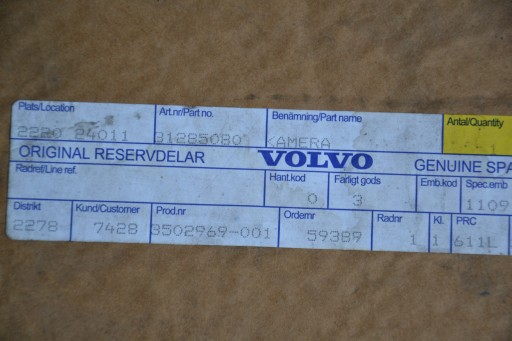 Plats/Location Art.nr/Part no. Benämning/Part name Antal/Quantity
2220 24011 31285080 KAMERA 1
ORIGINAL RESERVDELAR VOLVO GENUINE SPA
Radref/Line ref. Hant.kod Farligt gods Emb.kod Spec.emb
0 3 1109
Distrikt Kund/Customer Prod.nr Ordernr Radnr Kl. PRC
2278 7428 3502969-001 59389 1 1 611L